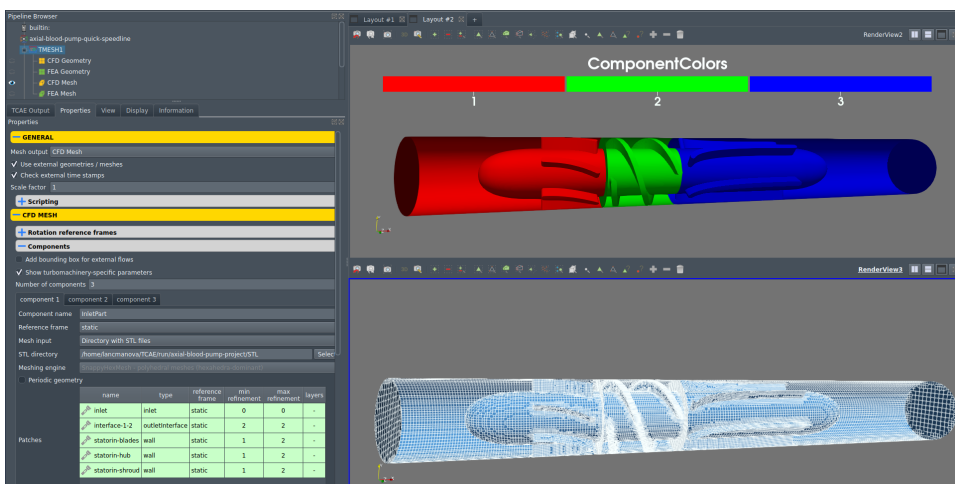 Pipeline Browser
builtin:
axial-blood-pump-quick-speedline
TMESH1
CFD Geometry
FEA Geometry
CFD Mesh
FEA Mesh
TCAE Output Properties View Display Information
Properties
GENERAL
Mesh output CFD Mesh
Use external geometries / meshes
Check external time stamps
Scale factor 1
Scripting
CFD MESH
Rotation reference frames
Components
Add bounding box for external flows
Show turbomachinery-specific parameters
Number of components 3
component 1 component 2 component 3
Component name InletPart
Reference frame static
Mesh input Directory with STL files
STL directory /home/lancmanova/TCAE/run/axial-blood-pump-project/STL Selec
Meshing engine
Periodic geometry
Patches
name type reference frame min refinement max refinement layers
inlet inlet static 0 0 -
interface-1-2 outletInterface static 2 2 -
statorin-blades wall static 1 2 -
statorin-hub wall static 1 2 -
statorin-shroud wall static 1 2 -
Layout #1 Layout #2 +
RenderView2
ComponentColors
1 2 3
RenderView3